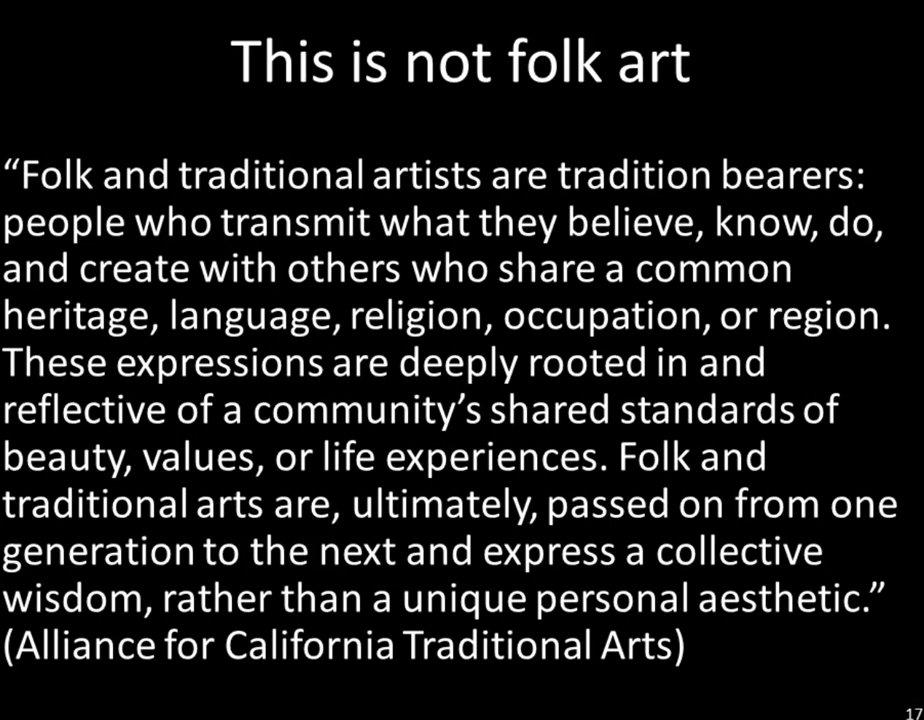 This is not folk art
“Folk and traditional artists are tradition bearers:
people who transmit what they believe, know, do,
and create with others who share a common
heritage, language, religion, occupation, or region.
These expressions are deeply rooted in and
reflective of a community’s shared standards of
beauty, values, or life experiences. Folk and
traditional arts are, ultimately, passed on from one
generation to the next and express a collective
wisdom, rather than a unique personal aesthetic.”
(Alliance for California Traditional Arts)
17